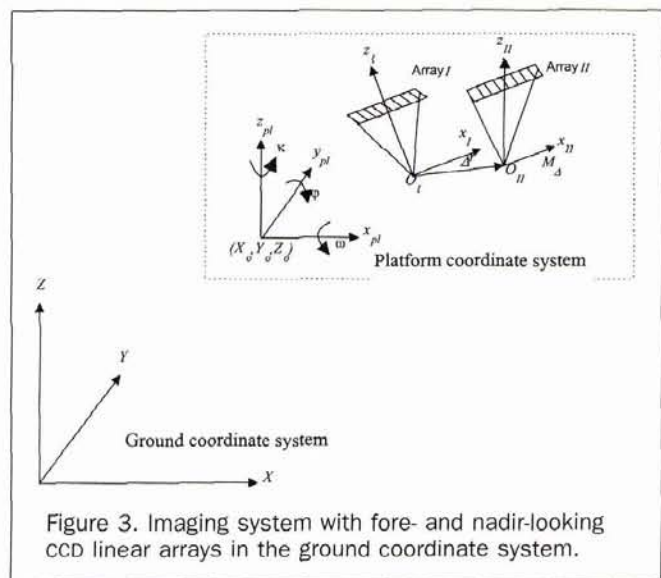 z_I
Array I
z_II
Array II
x_I
Δ
O_I
x_II
O_II
M_Δ
z_pl
κ
y_pl
φ
x_pl
ω
(X_o, Y_o, Z_o)
Platform coordinate system
Z
Y
Ground coordinate system
X
Figure 3. Imaging system with fore- and nadir-looking
CCD linear arrays in the ground coordinate system.